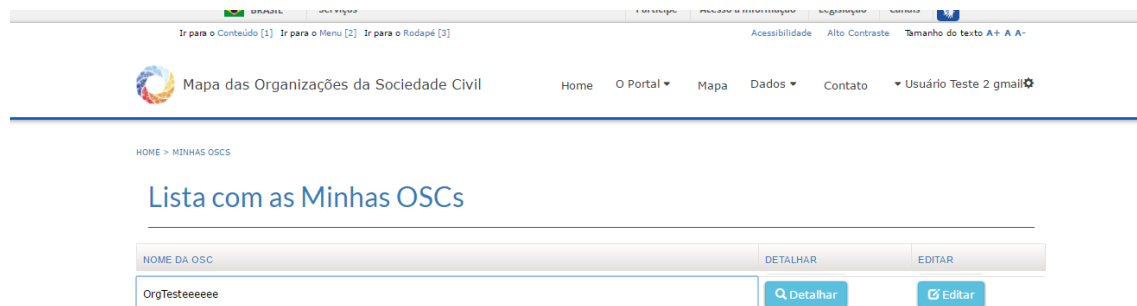 BRASIL Serviços Participe Acesso à informação Legislação Canais
Ir para o Conteúdo [1] Ir para o Menu [2] Ir para o Rodapé [3] Acessibilidade Alto Contraste Tamanho do texto A+ A A-
Mapa das Organizações da Sociedade Civil Home O Portal Mapa Dados Contato Usuário Teste 2 gmail
HOME > MINHAS OSCS
Lista com as Minhas OSCs
NOME DA OSC DETALHAR EDITAR
OrgTesteeeeee Detalhar Editar